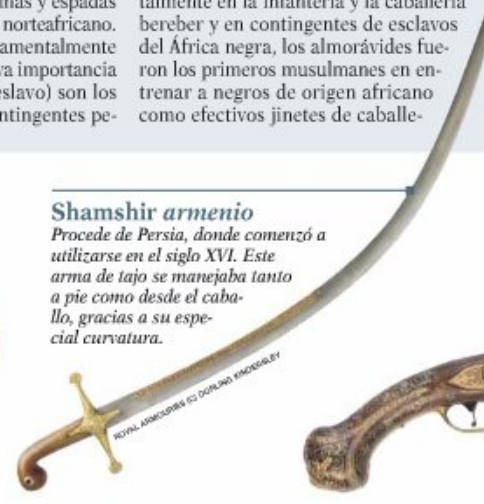 nas y espadas
norteafricano.
amentalmente
va importancia
eslavo) son los
ntingentes pe-
talmente en la infantería y la caballería
bereber y en contingentes de esclavos
del África negra, los almorávides fue-
ron los primeros musulmanes en en-
trenar a negros de origen africano
como efectivos jinetes de caballe-
Shamshir armenio
Procede de Persia, donde comenzó a
utilizarse en el siglo XVI. Este
arma de tajo se manejaba tanto
a pie como desde el caba-
llo, gracias a su espe-
cial curvatura.
ROYAL ARMOURIES (C) DORLING KINDERSLEY